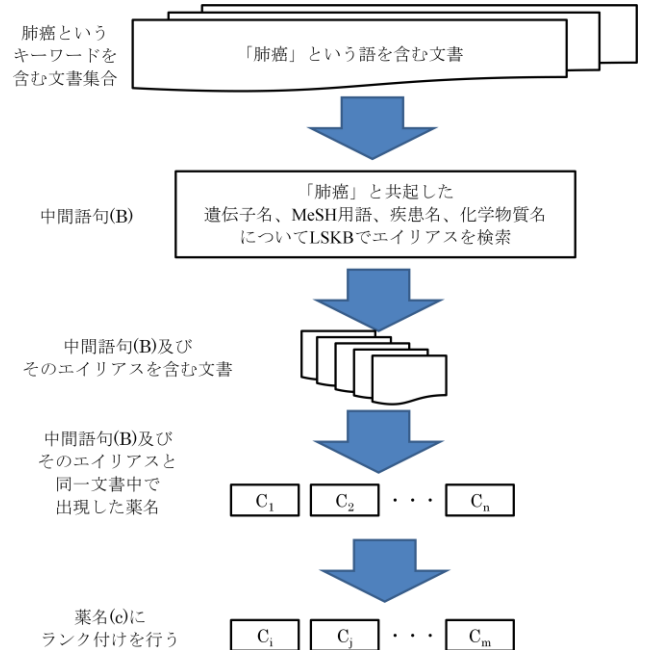 肺癌という
キーワードを
含む文書集合
「肺癌」という語を含む文書
中間語句(B)
「肺癌」と共起した
遺伝子名、MeSH用語、疾患名、化学物質名
についてLSKBでエイリアスを検索
中間語句(B)及び
そのエイリアスを含む文書
中間語句(B)及び
そのエイリアスと
同一文書中で
出現した薬名
C1 C2 ・・・ Cn
薬名(c)に
ランク付けを行う
Ci Cj ・・・ Cm